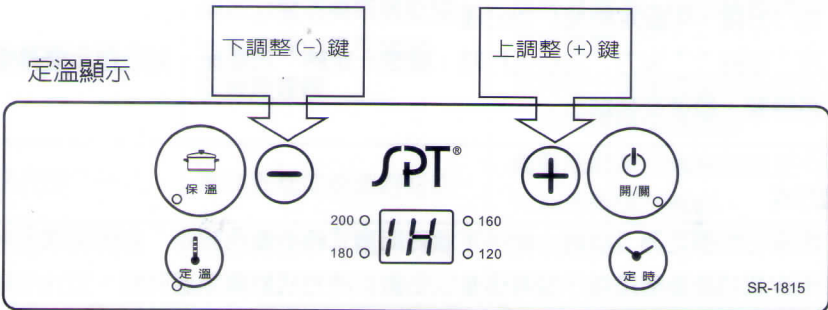 下調整(-)鍵
上調整(+)鍵
定溫顯示
保溫
SPT®
開/關
200 160
1H
180 120
定溫
定時
SR-1815